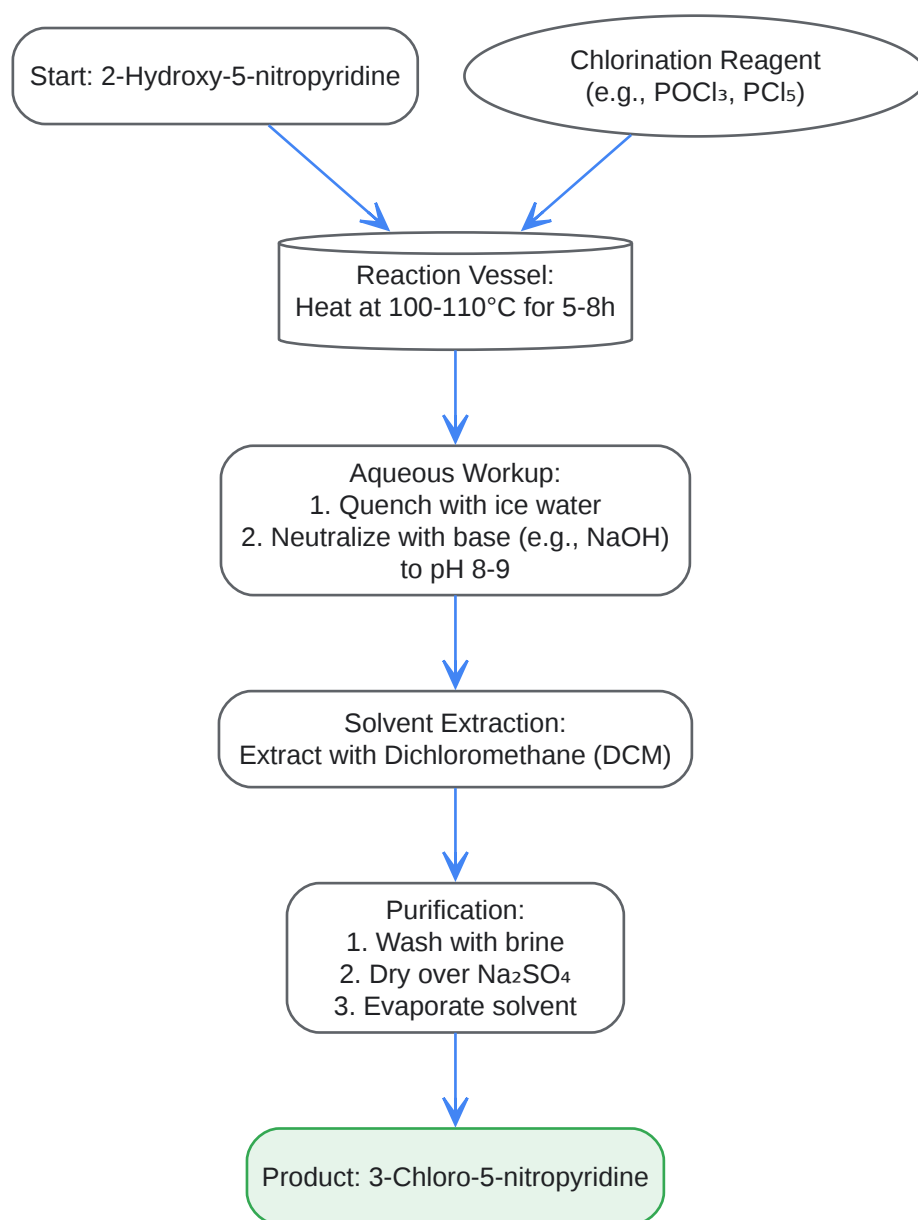 Start: 2-Hydroxy-5-nitropyridine
Chlorination Reagent
(e.g., POCl₃, PCl₅)
Reaction Vessel:
Heat at 100-110°C for 5-8h
Aqueous Workup:
1. Quench with ice water
2. Neutralize with base (e.g., NaOH)
to pH 8-9
Solvent Extraction:
Extract with Dichloromethane (DCM)
Purification:
1. Wash with brine
2. Dry over Na₂SO₄
3. Evaporate solvent
Product: 3-Chloro-5-nitropyridine